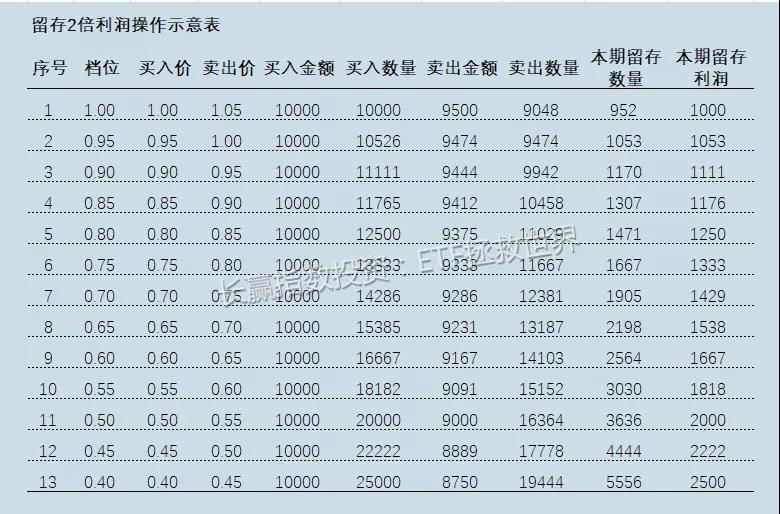 留存2倍利润操作示意表
序号 档位 买入价 卖出价 买入金额 买入数量 卖出金额 卖出数量 本期留存数量 本期留存利润
1 1.00 1.00 1.05 10000 10000 9500 9048 952 1000
2 0.95 0.95 1.00 10000 10526 9474 9474 1053 1053
3 0.90 0.90 0.95 10000 11111 9444 9942 1170 1111
4 0.85 0.85 0.90 10000 11765 9412 10458 1307 1176
5 0.80 0.80 0.85 10000 12500 9375 11029 1471 1250
6 0.75 0.75 0.80 10000 13333 9333 11667 1667 1333
7 0.70 0.70 0.75 10000 14286 9286 12381 1905 1429
8 0.65 0.65 0.70 10000 15385 9231 13187 2198 1538
9 0.60 0.60 0.65 10000 16667 9167 14103 2564 1667
10 0.55 0.55 0.60 10000 18182 9091 15152 3030 1818
11 0.50 0.50 0.55 10000 20000 9000 16364 3636 2000
12 0.45 0.45 0.50 10000 22222 8889 17778 4444 2222
13 0.40 0.40 0.45 10000 25000 8750 19444 5556 2500
长赢指数投资·ETF拯救世界